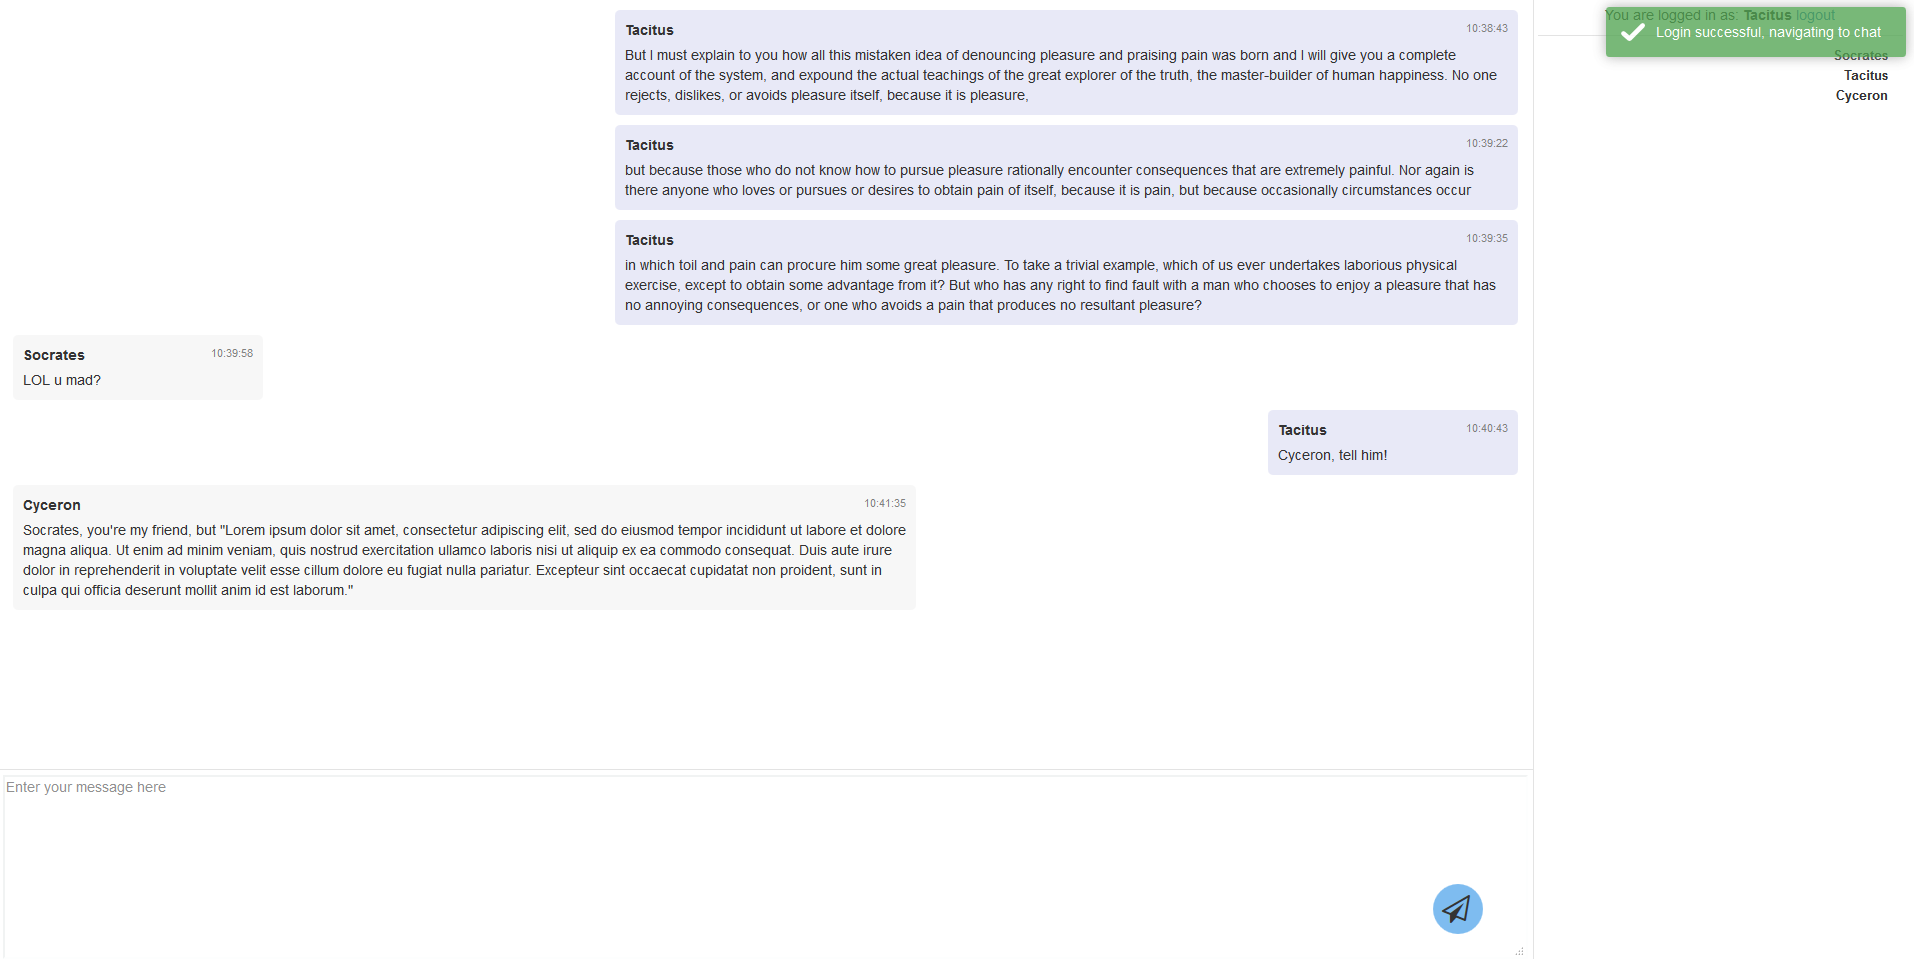 Tacitus 10:38:43
But I must explain to you how all this mistaken idea of denouncing pleasure and praising pain was born and I will give you a complete
account of the system, and expound the actual teachings of the great explorer of the truth, the master-builder of human happiness. No one
rejects, dislikes, or avoids pleasure itself, because it is pleasure,
Tacitus 10:39:22
but because those who do not know how to pursue pleasure rationally encounter consequences that are extremely painful. Nor again is
there anyone who loves or pursues or desires to obtain pain of itself, because it is pain, but because occasionally circumstances occur
Tacitus 10:39:35
in which toil and pain can procure him some great pleasure. To take a trivial example, which of us ever undertakes laborious physical
exercise, except to obtain some advantage from it? But who has any right to find fault with a man who chooses to enjoy a pleasure that has
no annoying consequences, or one who avoids a pain that produces no resultant pleasure?
Socrates 10:39:58
LOL u mad?
Tacitus 10:40:43
Cyceron, tell him!
Cyceron 10:41:35
Socrates, you're my friend, but "Lorem ipsum dolor sit amet, consectetur adipiscing elit, sed do eiusmod tempor incididunt ut labore et dolore
magna aliqua. Ut enim ad minim veniam, quis nostrud exercitation ullamco laboris nisi ut aliquip ex ea commodo consequat. Duis aute irure
dolor in reprehenderit in voluptate velit esse cillum dolore eu fugiat nulla pariatur. Excepteur sint occaecat cupidatat non proident, sunt in
culpa qui officia deserunt mollit anim id est laborum."
Enter your message here
You are logged in as: Tacitus logout
Login successful, navigating to chat
Socrates
Tacitus
Cyceron